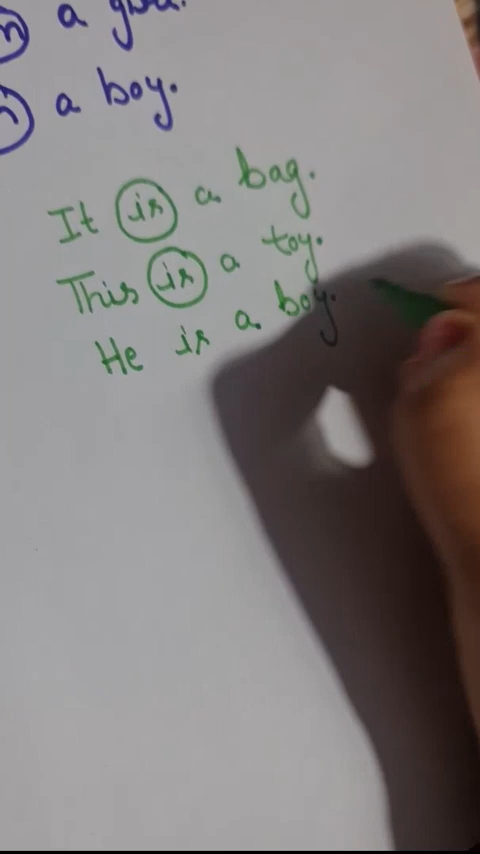 a
a boy.
It is a bag.
This is a toy.
He is a boy.